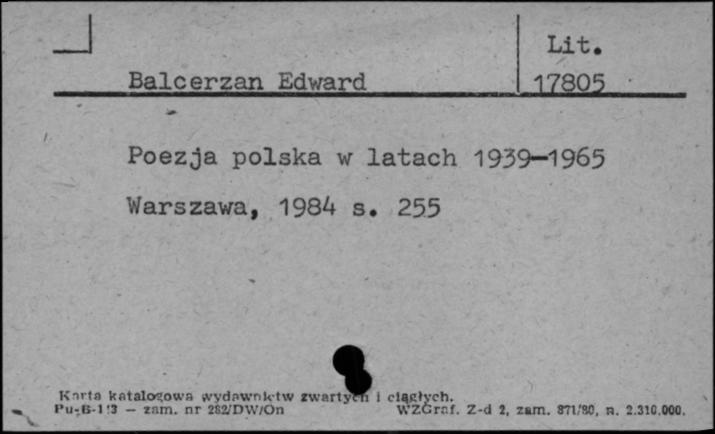 Lit.
Balcerzan Edward 17805
Poezja polska w latach 1939-1965
Warszawa, 1984 s. 255
Karta katalogowa wydawnictw zwartych i ciągłych.
Pu-B-1/3 — zam. nr 282/DW/On WZGraf. Z-d 2, zam. 871/80, n. 2.310.000.